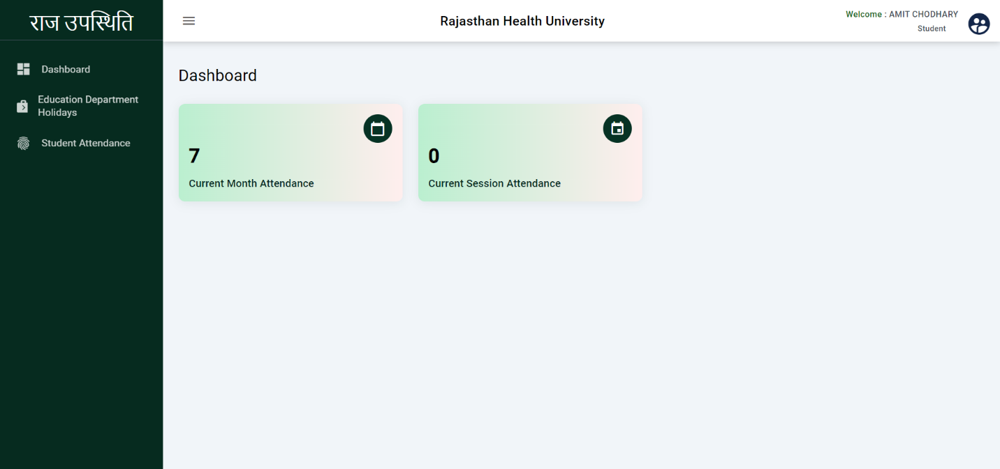 राज उपस्थिति
Rajasthan Health University
Welcome : AMIT CHODHARY
Student
Dashboard
Education Department
Holidays
Student Attendance
Dashboard
7
Current Month Attendance
0
Current Session Attendance